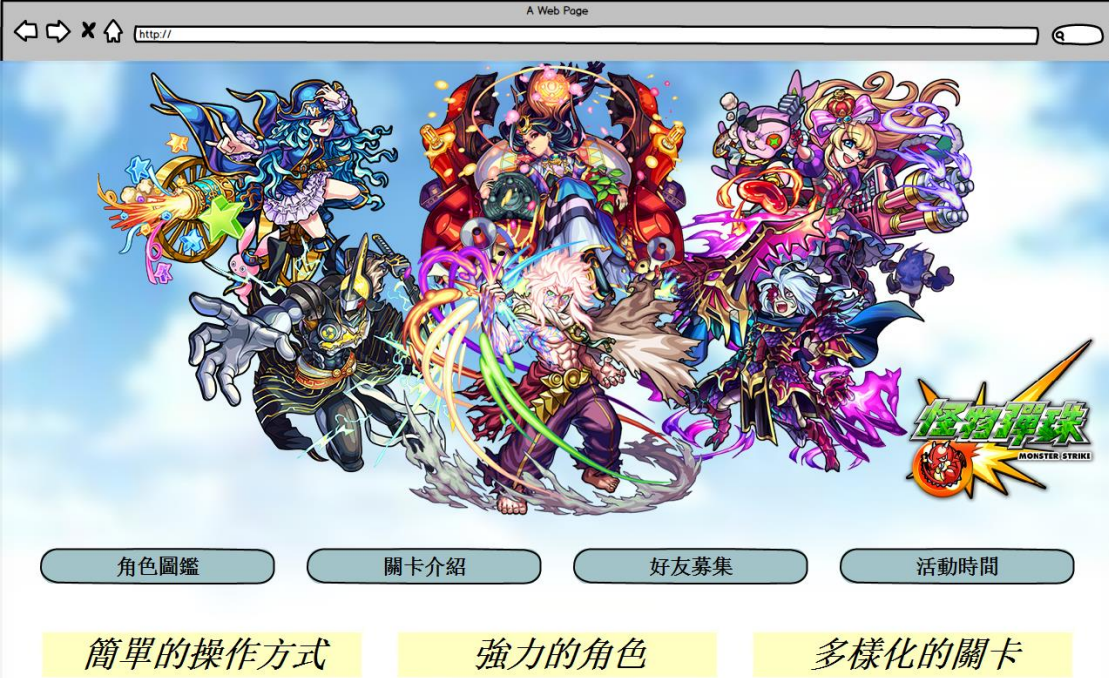 A Web Page
http://
怪物彈珠
MONSTER STRIKE
角色圖鑑
關卡介紹
好友募集
活動時間
簡單的操作方式
強力的角色
多樣化的關卡